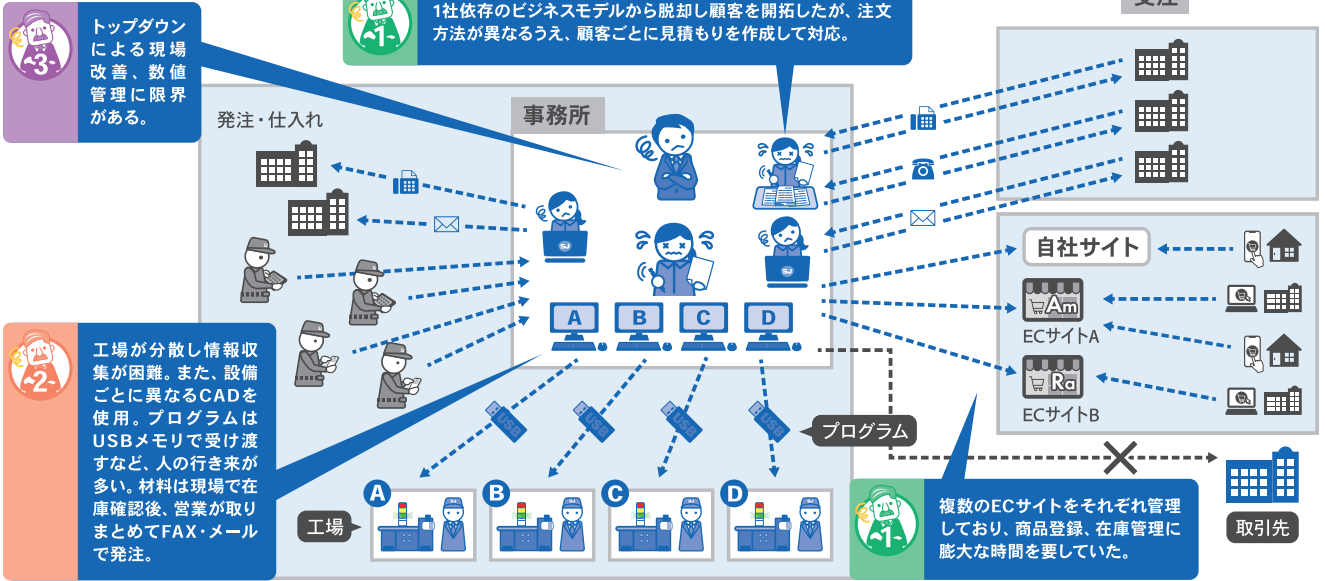 トップダウン
による現場
改善、数値
管理に限界
がある。
3
1社依存のビジネスモデルから脱却し顧客を開拓したが、注文
方法が異なるうえ、顧客ごとに見積もりを作成して対応。
1
発注・仕入れ
事務所
SJ
SJ
A
B
C
D
自社サイト
Am
ECサイトA
Ra
ECサイトB
2
工場が分散し情報収
集が困難。また、設備
ごとに異なるCADを
使用。プログラムは
USBメモリで受け渡
すなど、人の行き来が
多い。材料は現場で在
庫確認後、営業が取り
まとめてFAX・メール
で発注。
USB
USB
USB
USB
プログラム
工場
A
B
C
D
1
複数のECサイトをそれぞれ管理
しており、商品登録、在庫管理に
膨大な時間を要していた。
取引先